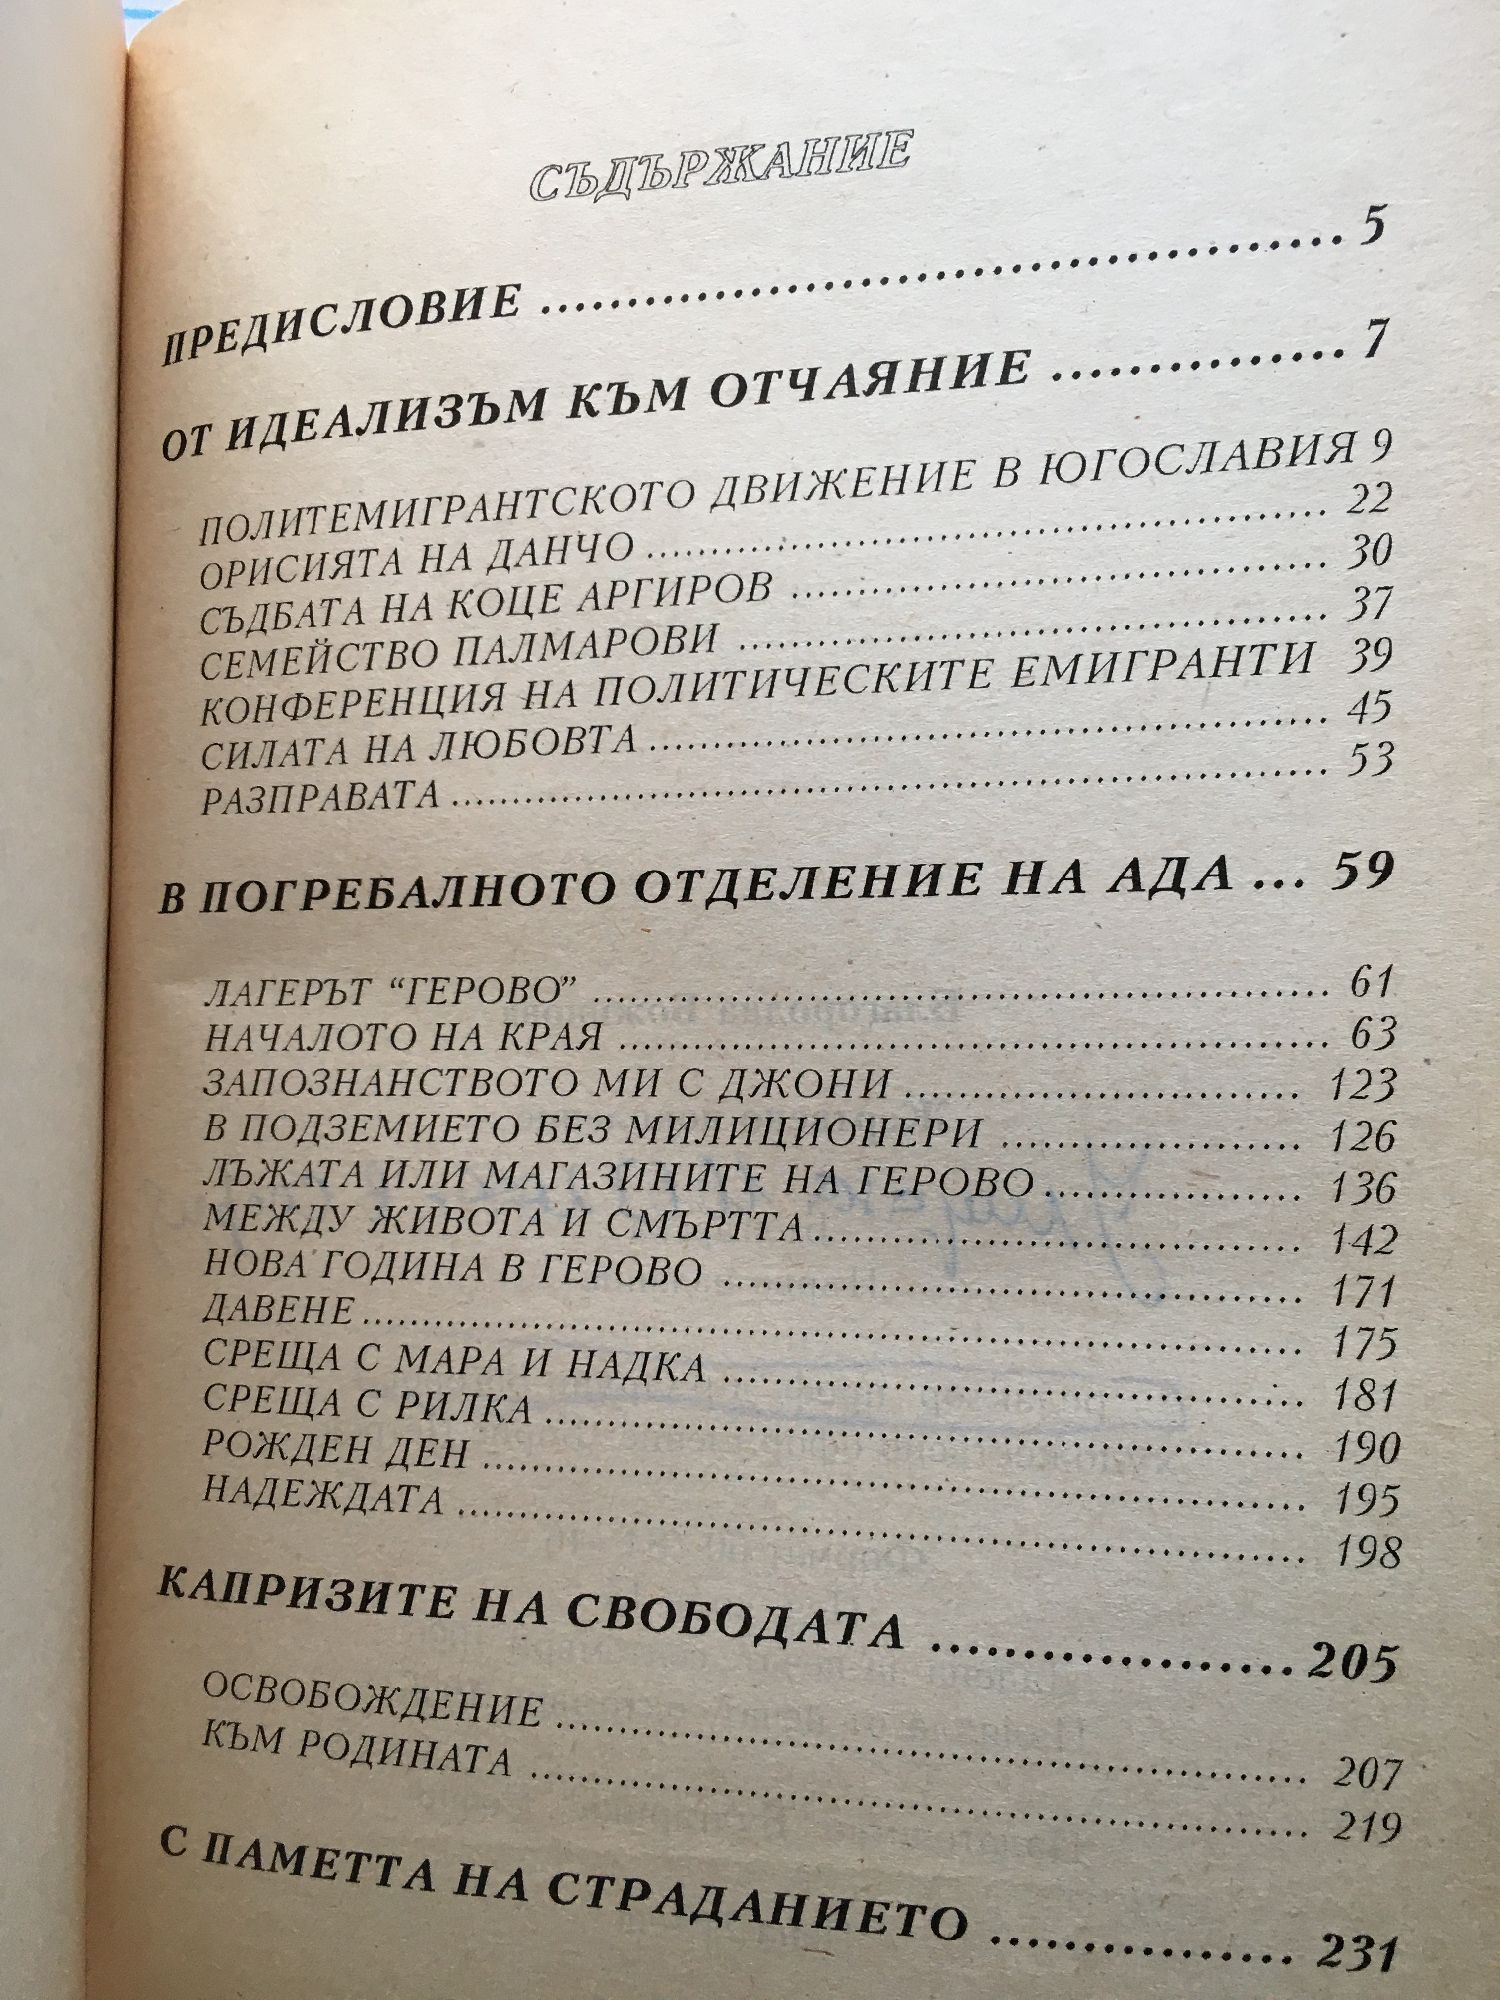 СЪДЪРЖАНИЕ
ПРЕДИСЛОВИЕ ........................................ 5
ОТ ИДЕАЛИЗЪМ КЪМ ОТЧАЯНИЕ ............... 7
ПОЛИТЕМИГРАНТСКОТО ДВИЖЕНИЕ В ЮГОСЛАВИЯ 9
ОРИСИЯТА НА ДАНЧО ........................................ 22
СЪДБАТА НА КОЦЕ АРГИРОВ ........................................ 30
СЕМЕЙСТВО ПАЛМАРОВИ ........................................ 37
КОНФЕРЕНЦИЯ НА ПОЛИТИЧЕСКИТЕ ЕМИГРАНТИ 39
СИЛАТА НА ЛЮБОВТА ........................................ 45
РАЗПРАВАТА ........................................ 53
В ПОГРЕБАЛНОТО ОТДЕЛЕНИЕ НА АДА ... 59
ЛАГЕРЪТ “ГЕРОВО” ........................................ 61
НАЧАЛОТО НА КРАЯ ........................................ 63
ЗАПОЗНАНСТВОТО МИ С ДЖОНИ .............................. 123
В ПОДЗЕМИЕТО БЕЗ МИЛИЦИОНЕРИ ...................... 126
ЛЪЖАТА ИЛИ МАГАЗИНИТЕ НА ГЕРОВО .................... 136
МЕЖДУ ЖИВОТА И СМЪРТТА .............................. 142
НОВА ГОДИНА В ГЕРОВО ........................................ 171
ДАВЕНЕ ........................................ 175
СРЕЩА С МАРА И НАДКА ........................................ 181
СРЕЩА С РИЛКА ........................................ 190
РОЖДЕН ДЕН ........................................ 195
НАДЕЖДАТА ........................................ 198
КАПРИЗИТЕ НА СВОБОДАТА .................... 205
ОСВОБОЖДЕНИЕ ........................................ 207
КЪМ РОДИНАТА ........................................ 219
С ПАМЕТТА НА СТРАДАНИЕТО ................ 231